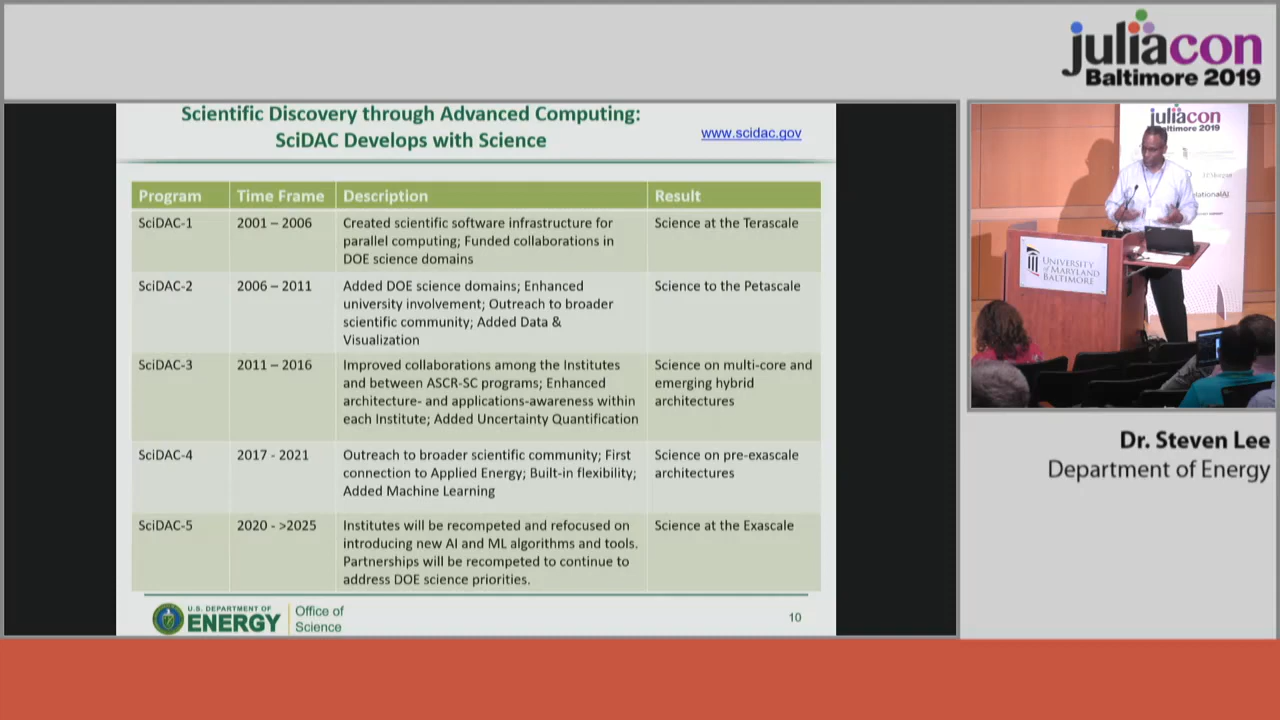 juliacon
Baltimore 2019
Scientific Discovery through Advanced Computing:
SciDAC Develops with Science
www.scidac.gov
Program Time Frame Description Result
SciDAC-1 2001 – 2006 Created scientific software infrastructure for Science at the Terascale
parallel computing; Funded collaborations in
DOE science domains
SciDAC-2 2006 – 2011 Added DOE science domains; Enhanced Science to the Petascale
university involvement; Outreach to broader
scientific community; Added Data &
Visualization
SciDAC-3 2011 – 2016 Improved collaborations among the Institutes Science on multi-core and
and between ASCR-SC programs; Enhanced emerging hybrid
architecture- and applications-awareness within architectures
each Institute; Added Uncertainty Quantification
SciDAC-4 2017 - 2021 Outreach to broader scientific community; First Science on pre-exascale
connection to Applied Energy; Built-in flexibility; architectures
Added Machine Learning
SciDAC-5 2020 - >2025 Institutes will be recompeted and refocused on Science at the Exascale
introducing new AI and ML algorithms and tools.
Partnerships will be recompeted to continue to
address DOE science priorities.
U.S. DEPARTMENT OF
ENERGY
Office of
Science
10
juliacon
Baltimore 2019
UNIVERSITY
of MARYLAND
BALTIMORE
Dr. Steven Lee
Department of Energy